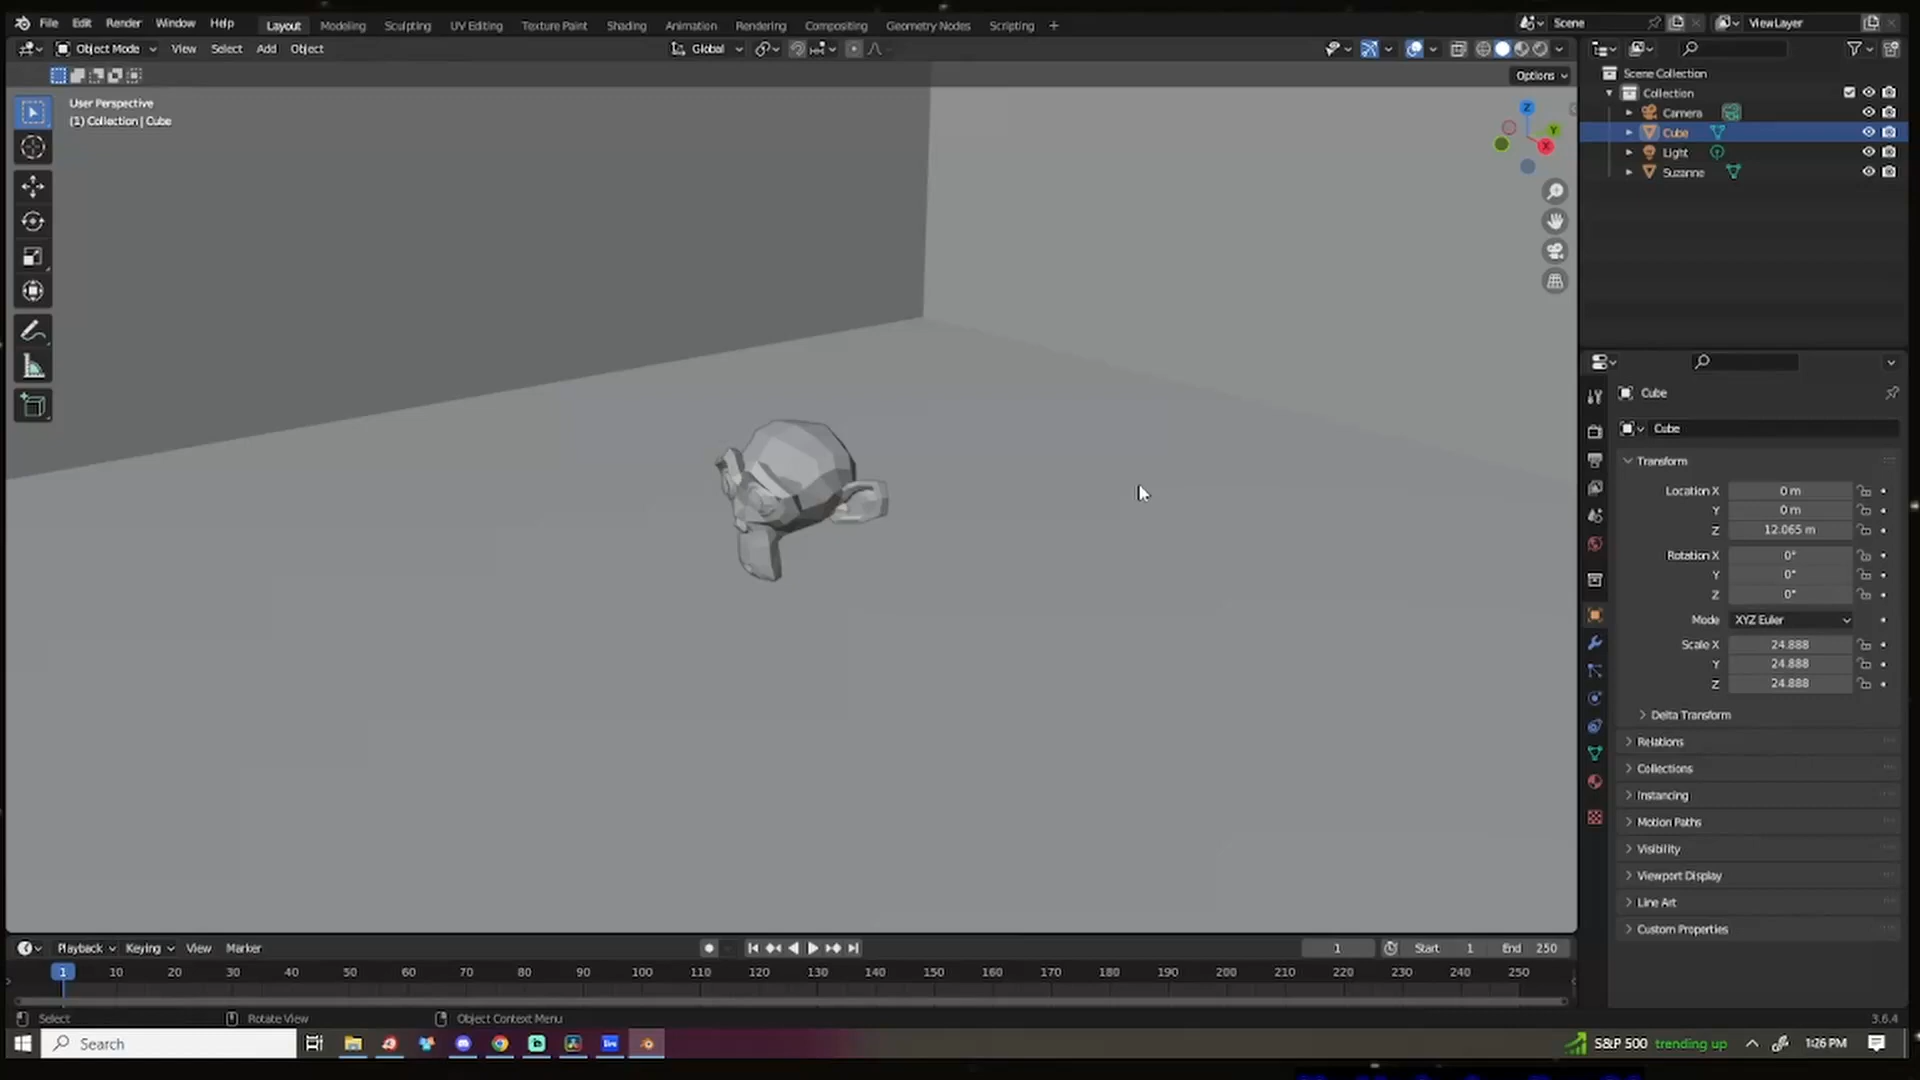 File Edit Render Window Help Layout Modeling Sculpting UV Editing Texture Paint Shading Animation Rendering Compositing Geometry Nodes Scripting + Scene ViewLayer
Object Mode View Select Add Object Global
Options
User Perspective
(1) Collection | Cube
Z
Y
X
Scene Collection
Collection
Camera
Cube
Light
Suzanne
Cube
Cube
Transform
Location X 0 m
Y 0 m
Z 12.065 m
Rotation X 0°
Y 0°
Z 0°
Mode XYZ Euler
Scale X 24.888
Y 24.888
Z 24.888
Delta Transform
Relations
Collections
Instancing
Motion Paths
Visibility
Viewport Display
Line Art
Custom Properties
Playback Keying View Marker 1 Start 1 End 250
1 10 20 30 40 50 60 70 80 90 100 110 120 130 140 150 160 170 180 190 200 210 220 230 240 250
Select Rotate View Object Context Menu 3.6.4
Search S&P 500 trending up 1:26 PM